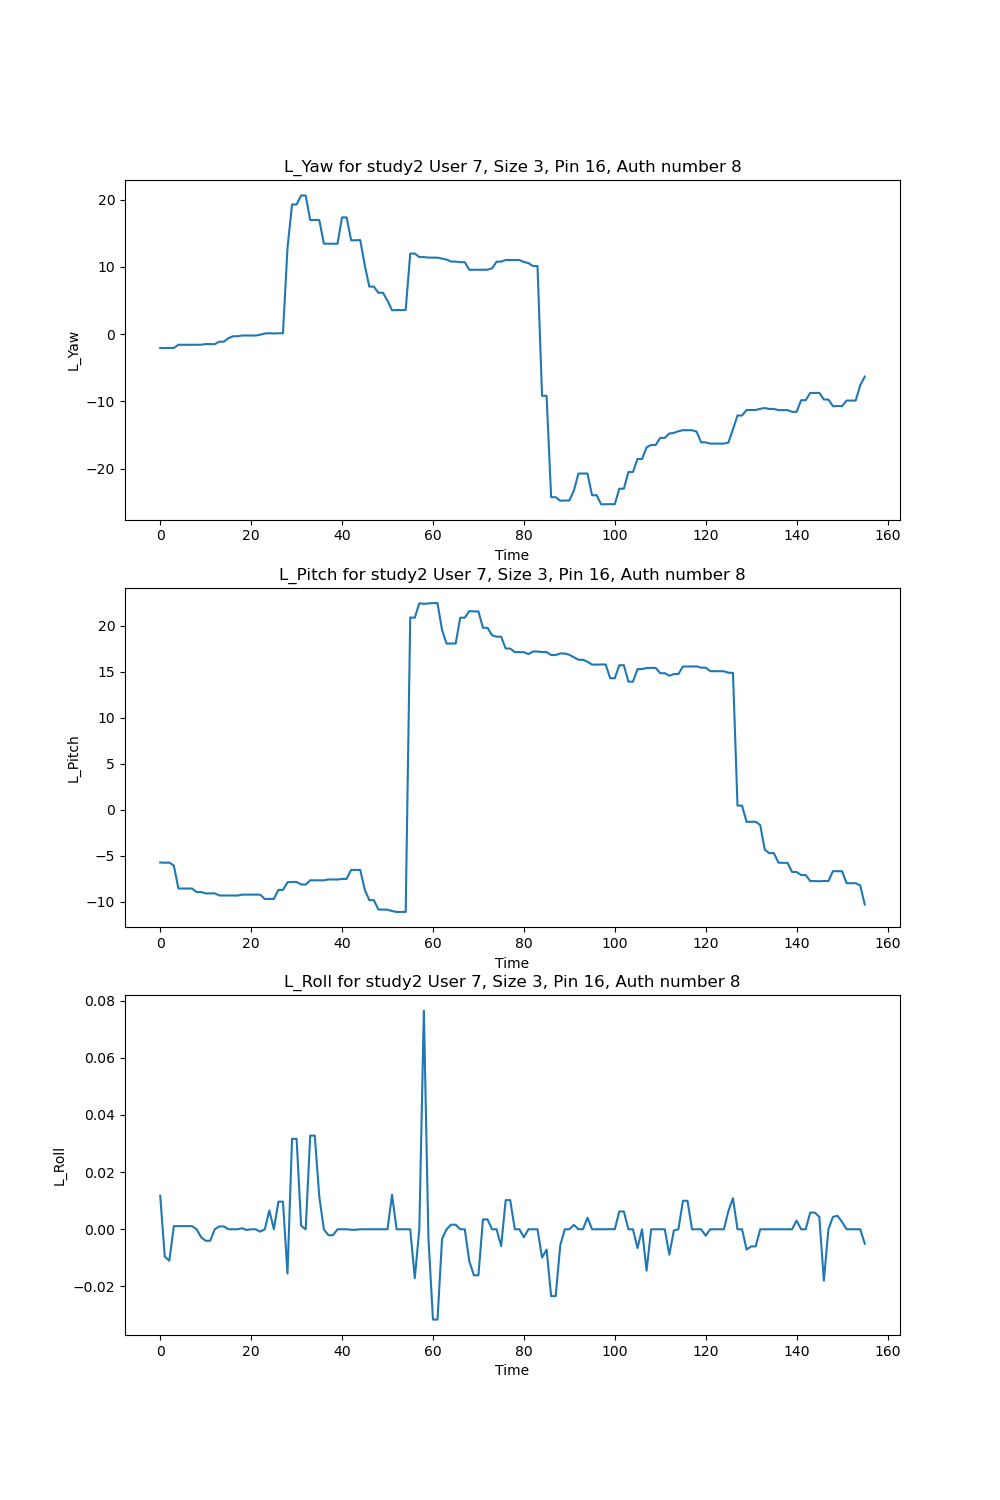 L_Yaw for study2 User 7, Size 3, Pin 16, Auth number 8
20
10
0
−10
−20
L_Yaw
0 20 40 60 80 100 120 140 160
Time
L_Pitch for study2 User 7, Size 3, Pin 16, Auth number 8
20
15
10
5
0
−5
−10
L_Pitch
0 20 40 60 80 100 120 140 160
Time
L_Roll for study2 User 7, Size 3, Pin 16, Auth number 8
0.08
0.06
0.04
0.02
0.00
−0.02
L_Roll
0 20 40 60 80 100 120 140 160
Time